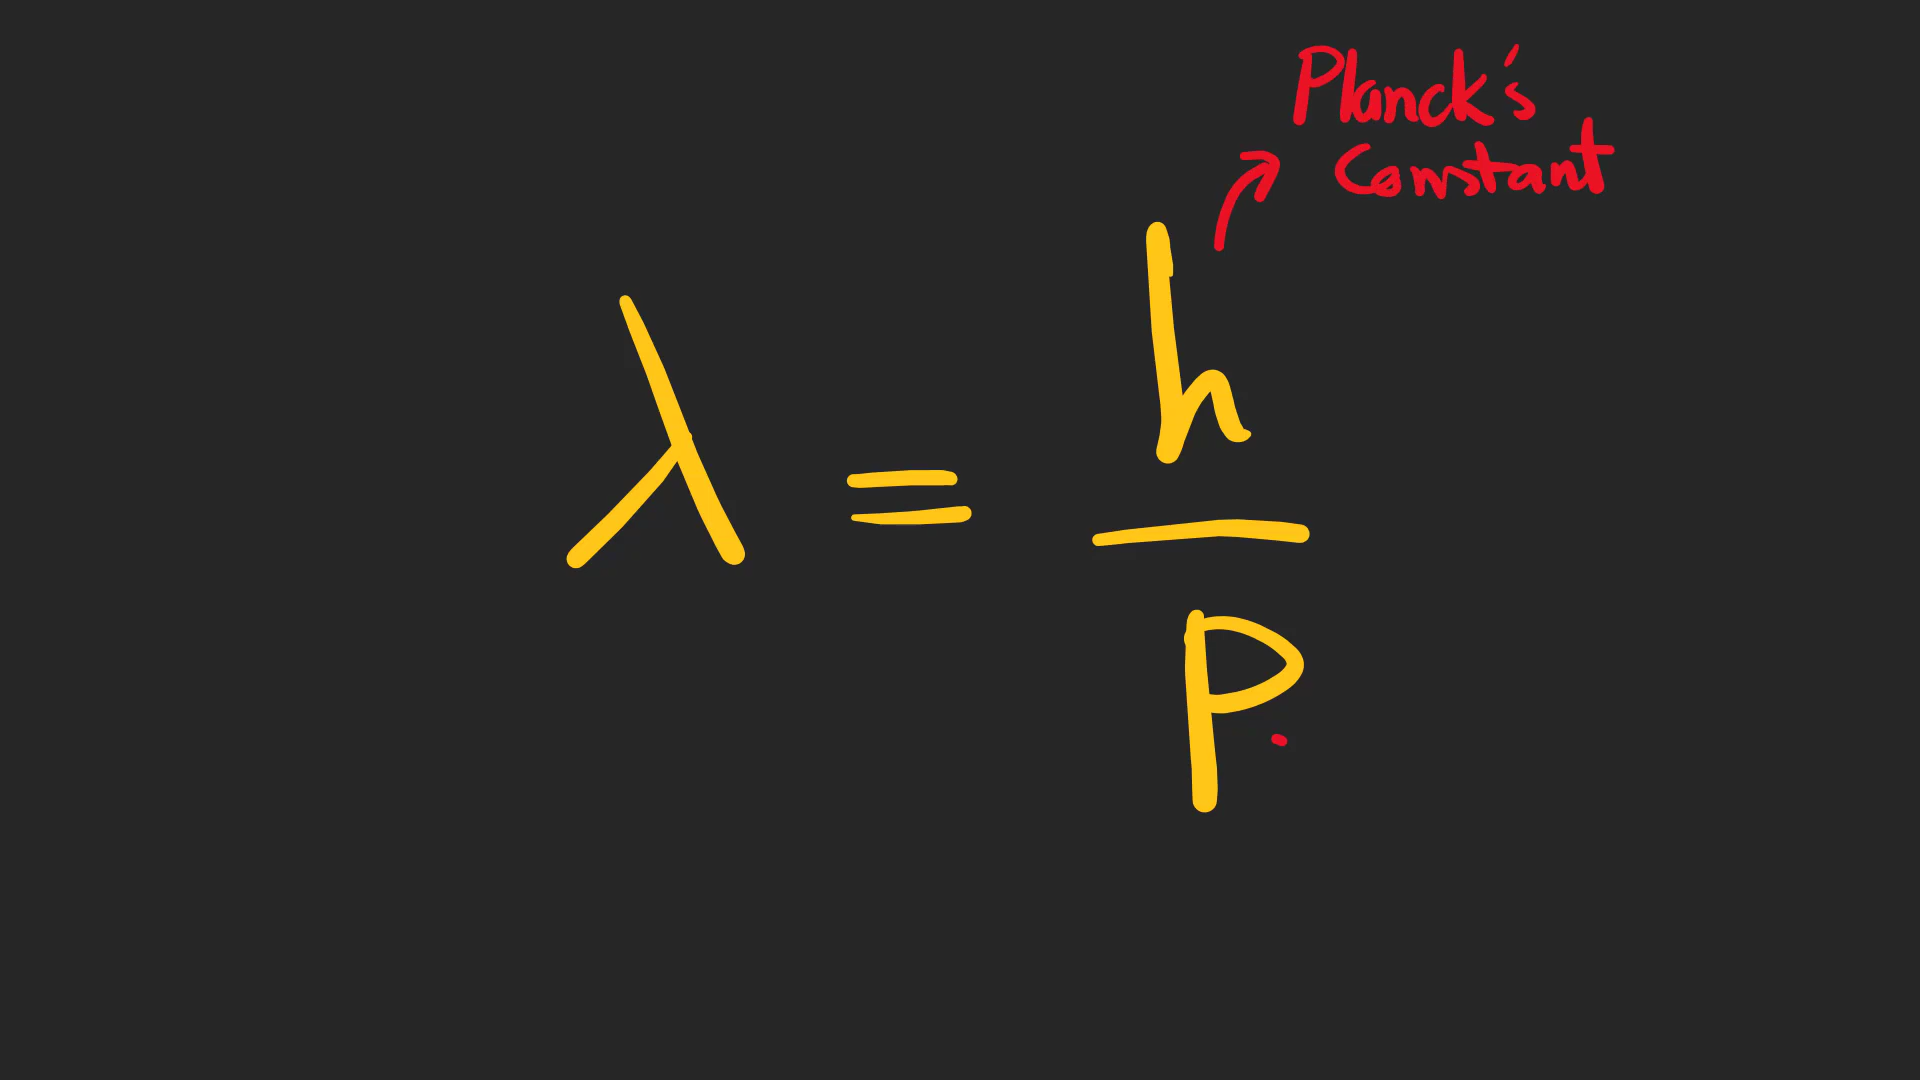 Planck's
Constant
λ = h
P